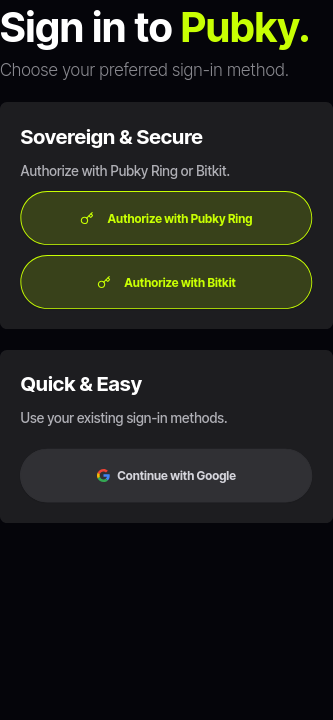 Sign in to Pubky.
Choose your preferred sign-in method.
Sovereign & Secure
Authorize with Pubky Ring or Bitkit.
Authorize with Pubky Ring
Authorize with Bitkit
Quick & Easy
Use your existing sign-in methods.
Continue with Google